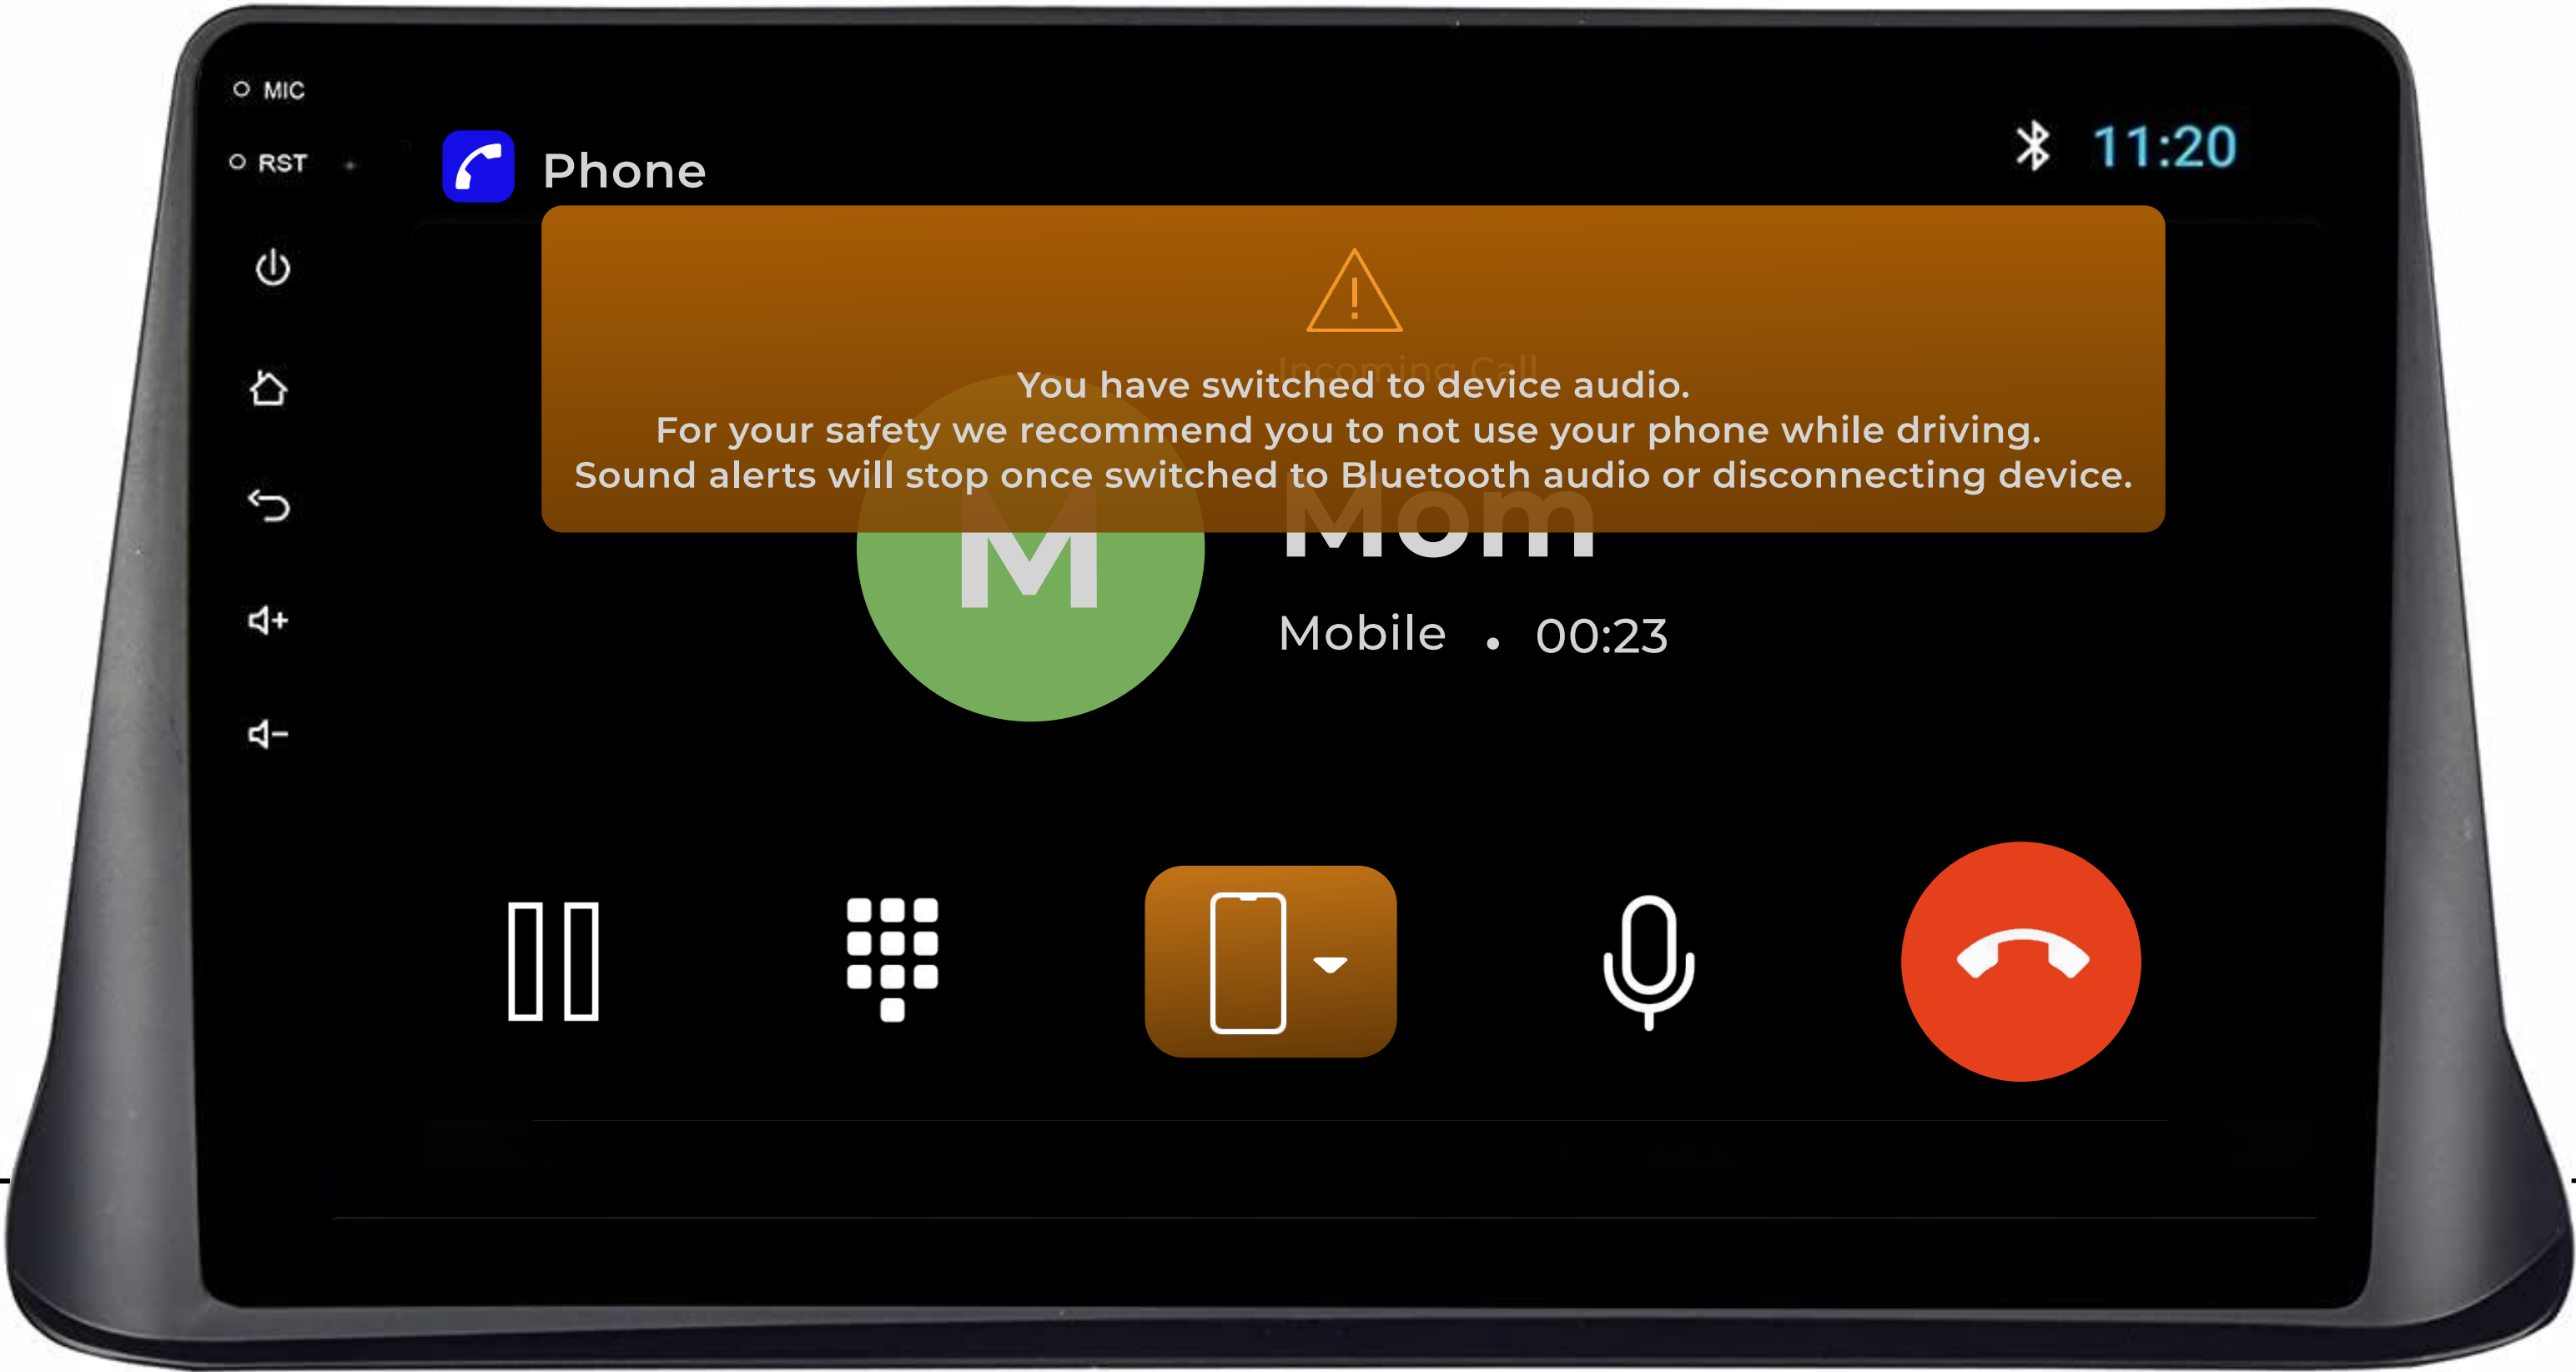 MIC
RST
Phone
11:20
Incoming Call
You have switched to device audio.
For your safety we recommend you to not use your phone while driving.
Sound alerts will stop once switched to Bluetooth audio or disconnecting device.
M
Mom
Mobile • 00:23